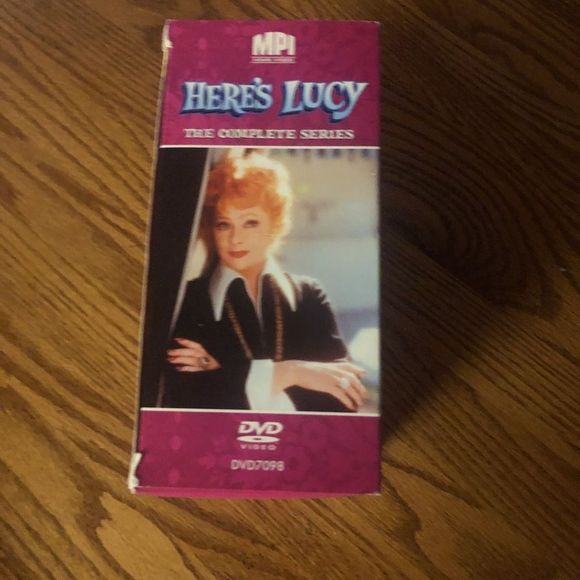 MPI
HOME VIDEO
HERE'S LUCY
THE COMPLETE SERIES
DVD
VIDEO
DVD7098